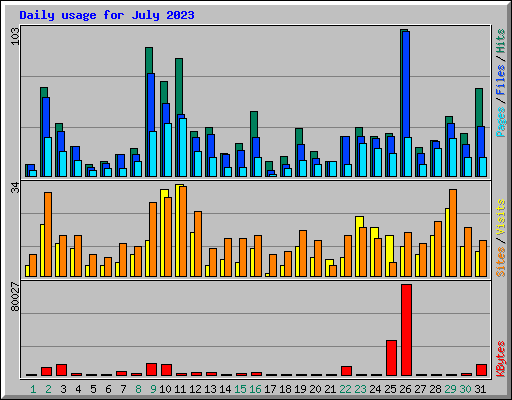 Daily usage for July 2023
103
Pages / Files / Hits
34
Sites / Visits
80027
KBytes
1 2 3 4 5 6 7 8 9 10 11 12 13 14 15 16 17 18 19 20 21 22 23 24 25 26 27 28 29 30 31